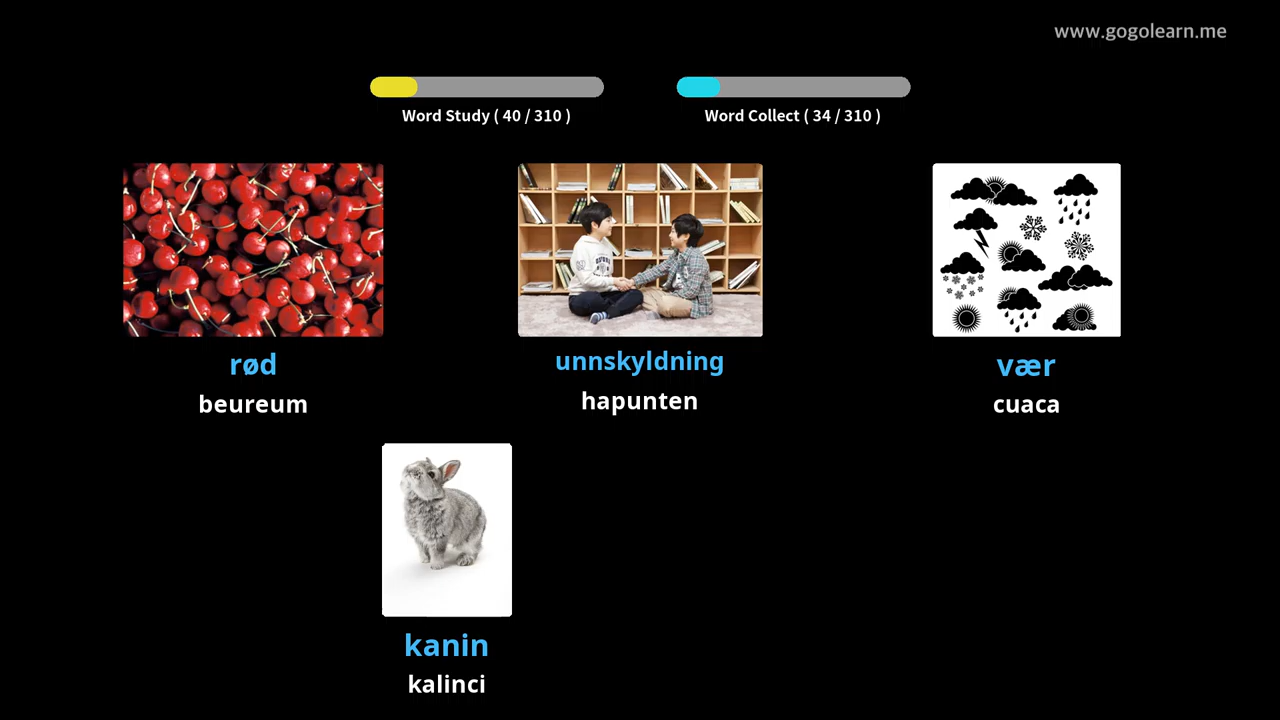 www.gogolearn.me
Word Study ( 40 / 310 )
Word Collect ( 34 / 310 )
rød
beureum
unnskyldning
hapunten
vær
cuaca
kanin
kalinci